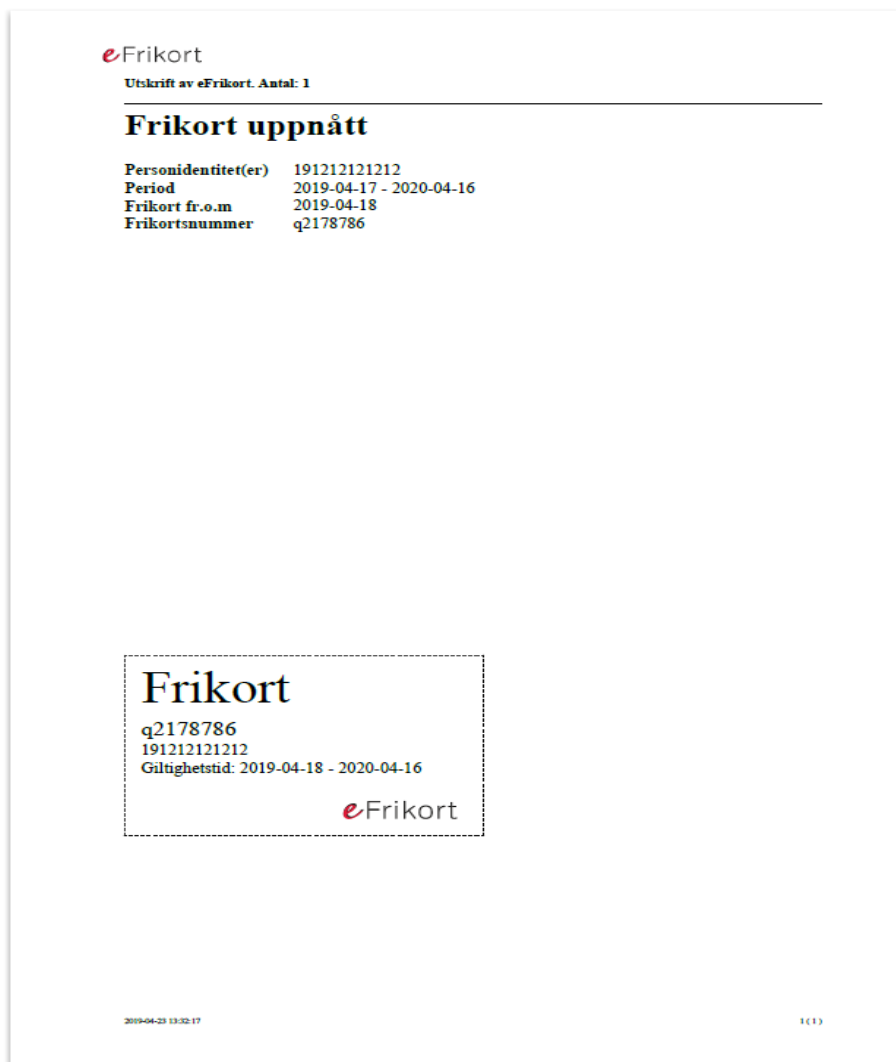 eFrikort
Utskrift av eFrikort. Antal: 1
Frikort uppnått
Personidentitet(er) 191212121212
Period 2019-04-17 - 2020-04-16
Frikort fr.o.m 2019-04-18
Frikortsnummer q2178786
Frikort
q2178786
191212121212
Giltighetstid: 2019-04-18 - 2020-04-16
eFrikort
2019-04-23 13:32:17 1 ( 1 )